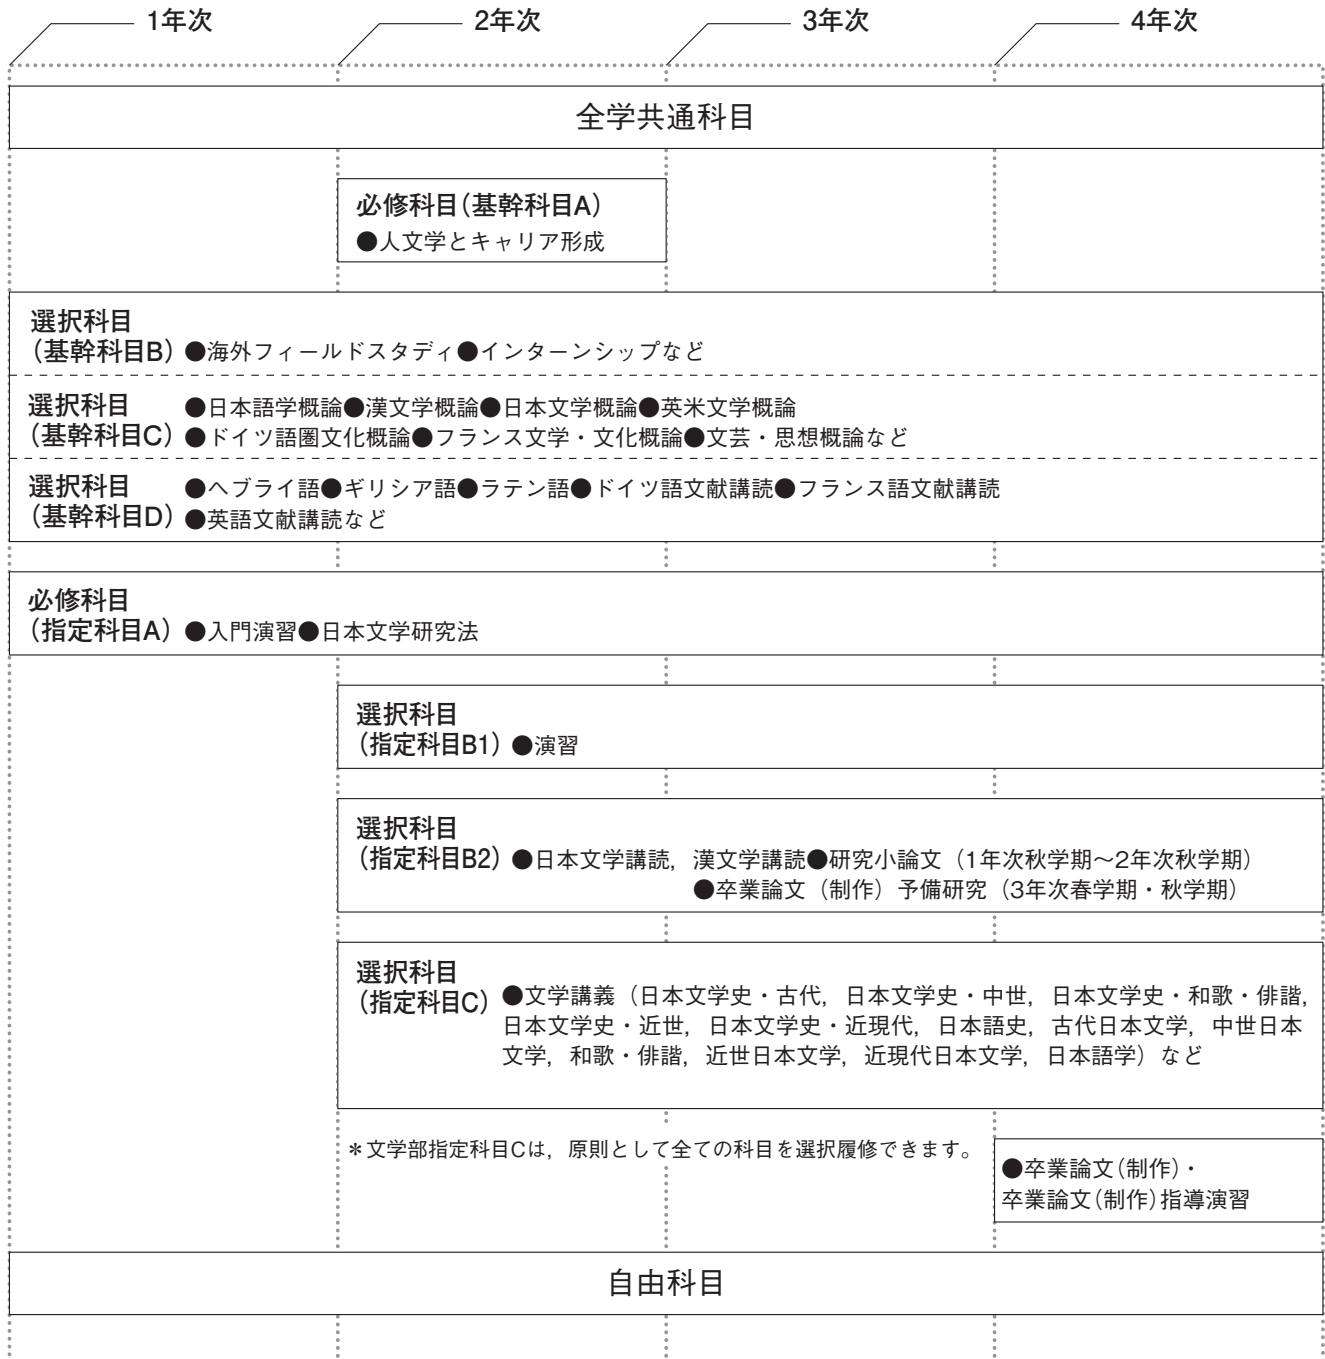 1年次
2年次
3年次
4年次
全学共通科目
必修科目(基幹科目A)
●人文学とキャリア形成
選択科目
(基幹科目B) ●海外フィールドスタディ●インターンシップなど
選択科目 ●日本語学概論●漢文学概論●日本文学概論●英米文学概論
(基幹科目C) ●ドイツ語圏文化概論●フランス文学・文化概論●文芸・思想概論など
選択科目 ●ヘブライ語●ギリシア語●ラテン語●ドイツ語文献講読●フランス語文献講読
(基幹科目D) ●英語文献講読など
必修科目
(指定科目A) ●入門演習●日本文学研究法
選択科目
(指定科目B1) ●演習
選択科目
(指定科目B2) ●日本文学講読,漢文学講読●研究小論文(1年次秋学期〜2年次秋学期)
●卒業論文(制作)予備研究(3年次春学期・秋学期)
選択科目
(指定科目C) ●文学講義(日本文学史・古代,日本文学史・中世,日本文学史・和歌・俳諧,
日本文学史・近世,日本文学史・近現代,日本語史,古代日本文学,中世日本
文学,和歌・俳諧,近世日本文学,近現代日本文学,日本語学)など
*文学部指定科目Cは,原則として全ての科目を選択履修できます。
●卒業論文(制作)・
卒業論文(制作)指導演習
自由科目